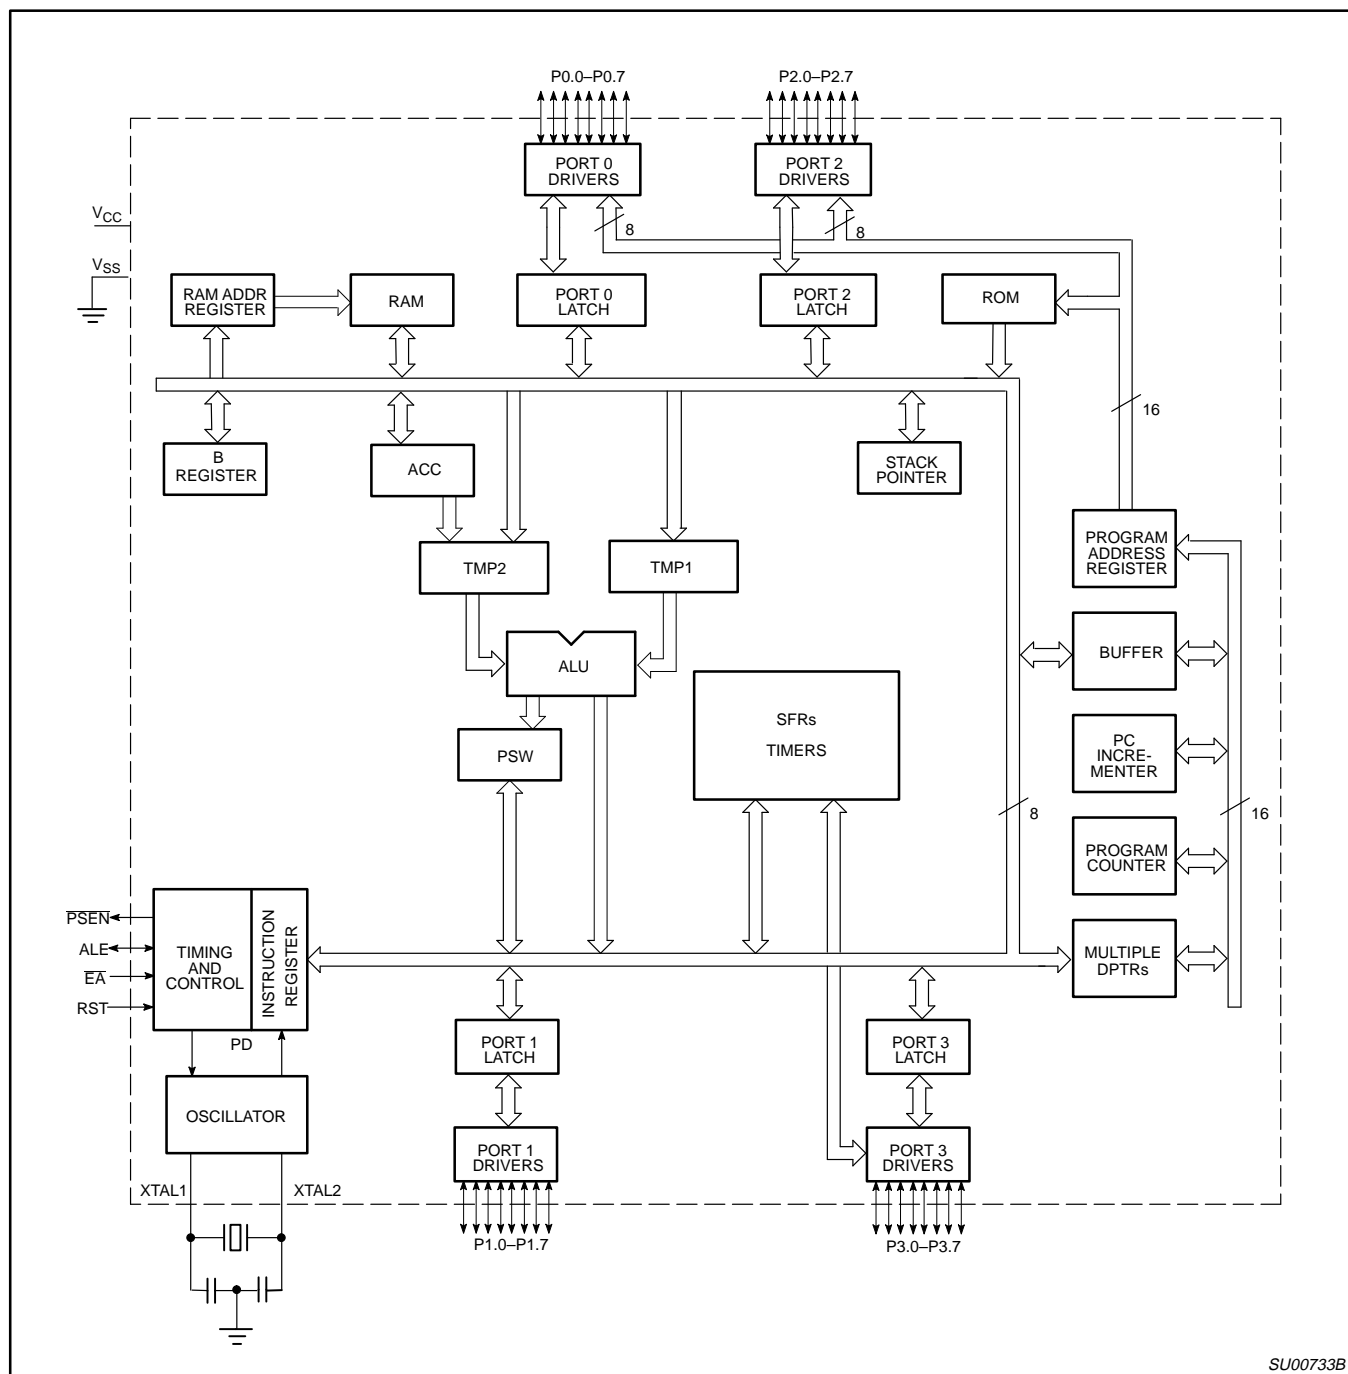 P0.0–P0.7
P2.0–P2.7
PORT 0
DRIVERS
PORT 2
DRIVERS
VCC
8
8
VSS
RAM ADDR
REGISTER
RAM
PORT 0
LATCH
PORT 2
LATCH
ROM
16
B
REGISTER
ACC
STACK
POINTER
PROGRAM
ADDRESS
REGISTER
TMP2
TMP1
BUFFER
ALU
SFRs
TIMERS
PSW
PC
INCRE-
MENTER
8
16
PROGRAM
COUNTER
PSEN
ALE
EA
RST
TIMING
AND
CONTROL
INSTRUCTION
REGISTER
MULTIPLE
DPTRs
PD
PORT 1
LATCH
PORT 3
LATCH
OSCILLATOR
PORT 1
DRIVERS
PORT 3
DRIVERS
XTAL1
XTAL2
P1.0–P1.7
P3.0–P3.7
SU00733B